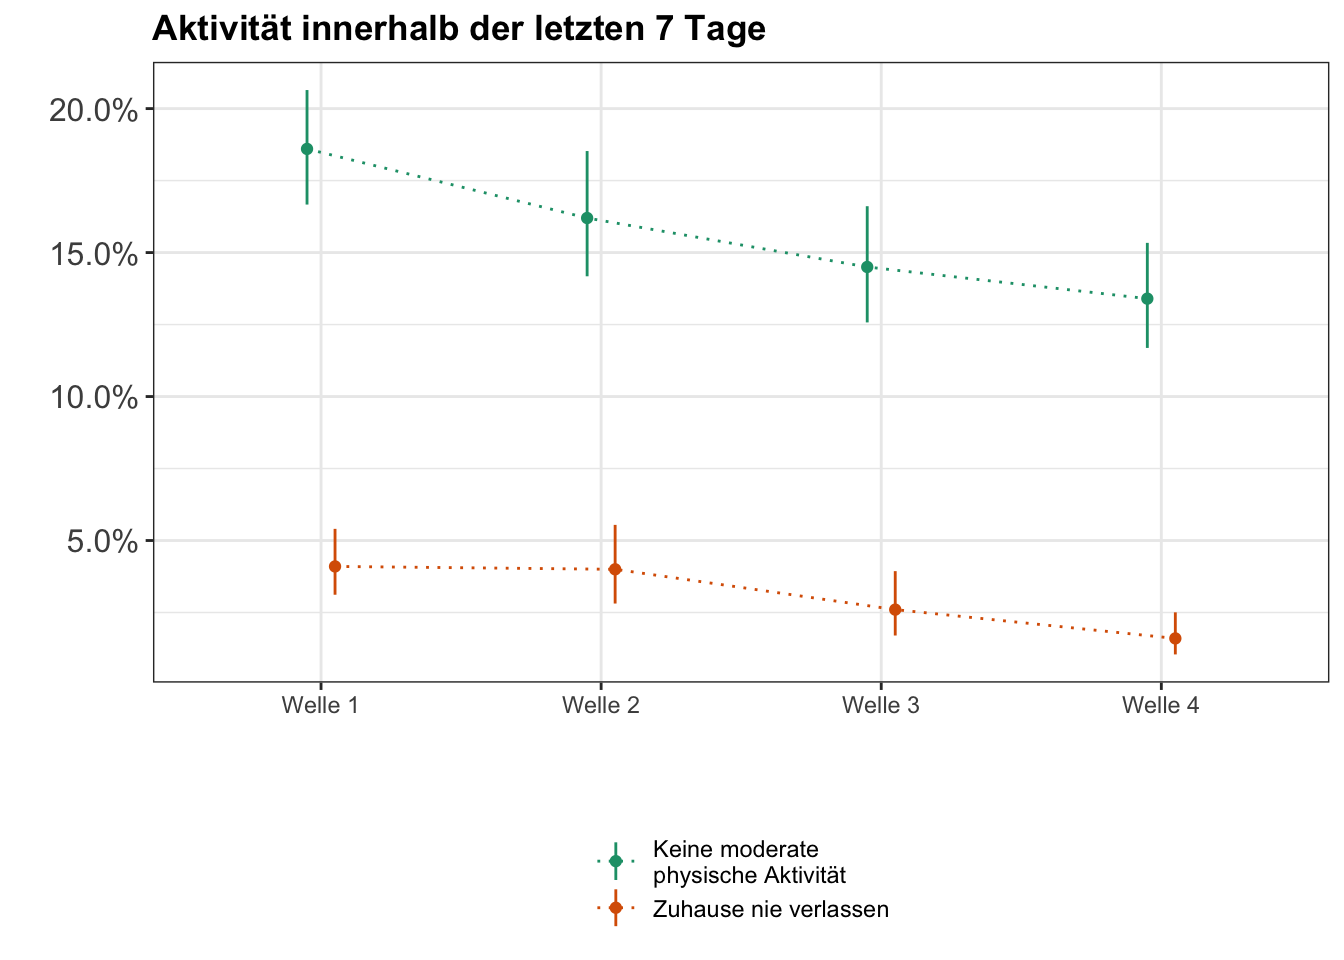 Aktivität innerhalb der letzten 7 Tage
20.0%
15.0%
10.0%
5.0%
Welle 1 Welle 2 Welle 3 Welle 4
Keine moderate
physische Aktivität
Zuhause nie verlassen